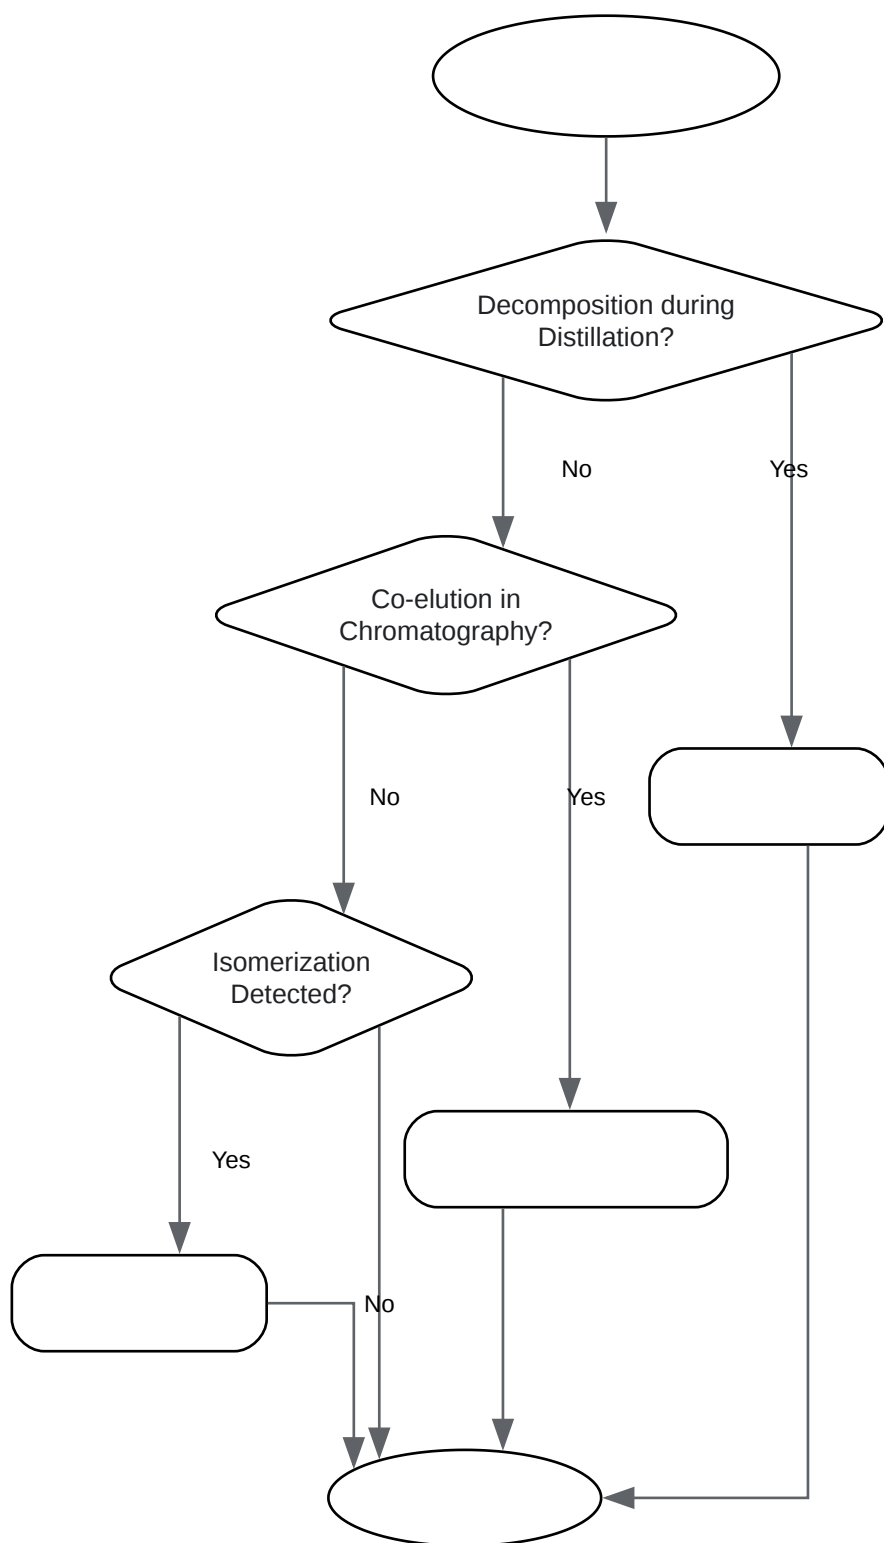 Decomposition during
Distillation?
No
Yes
Co-elution in
Chromatography?
No
Yes
Isomerization
Detected?
Yes
No